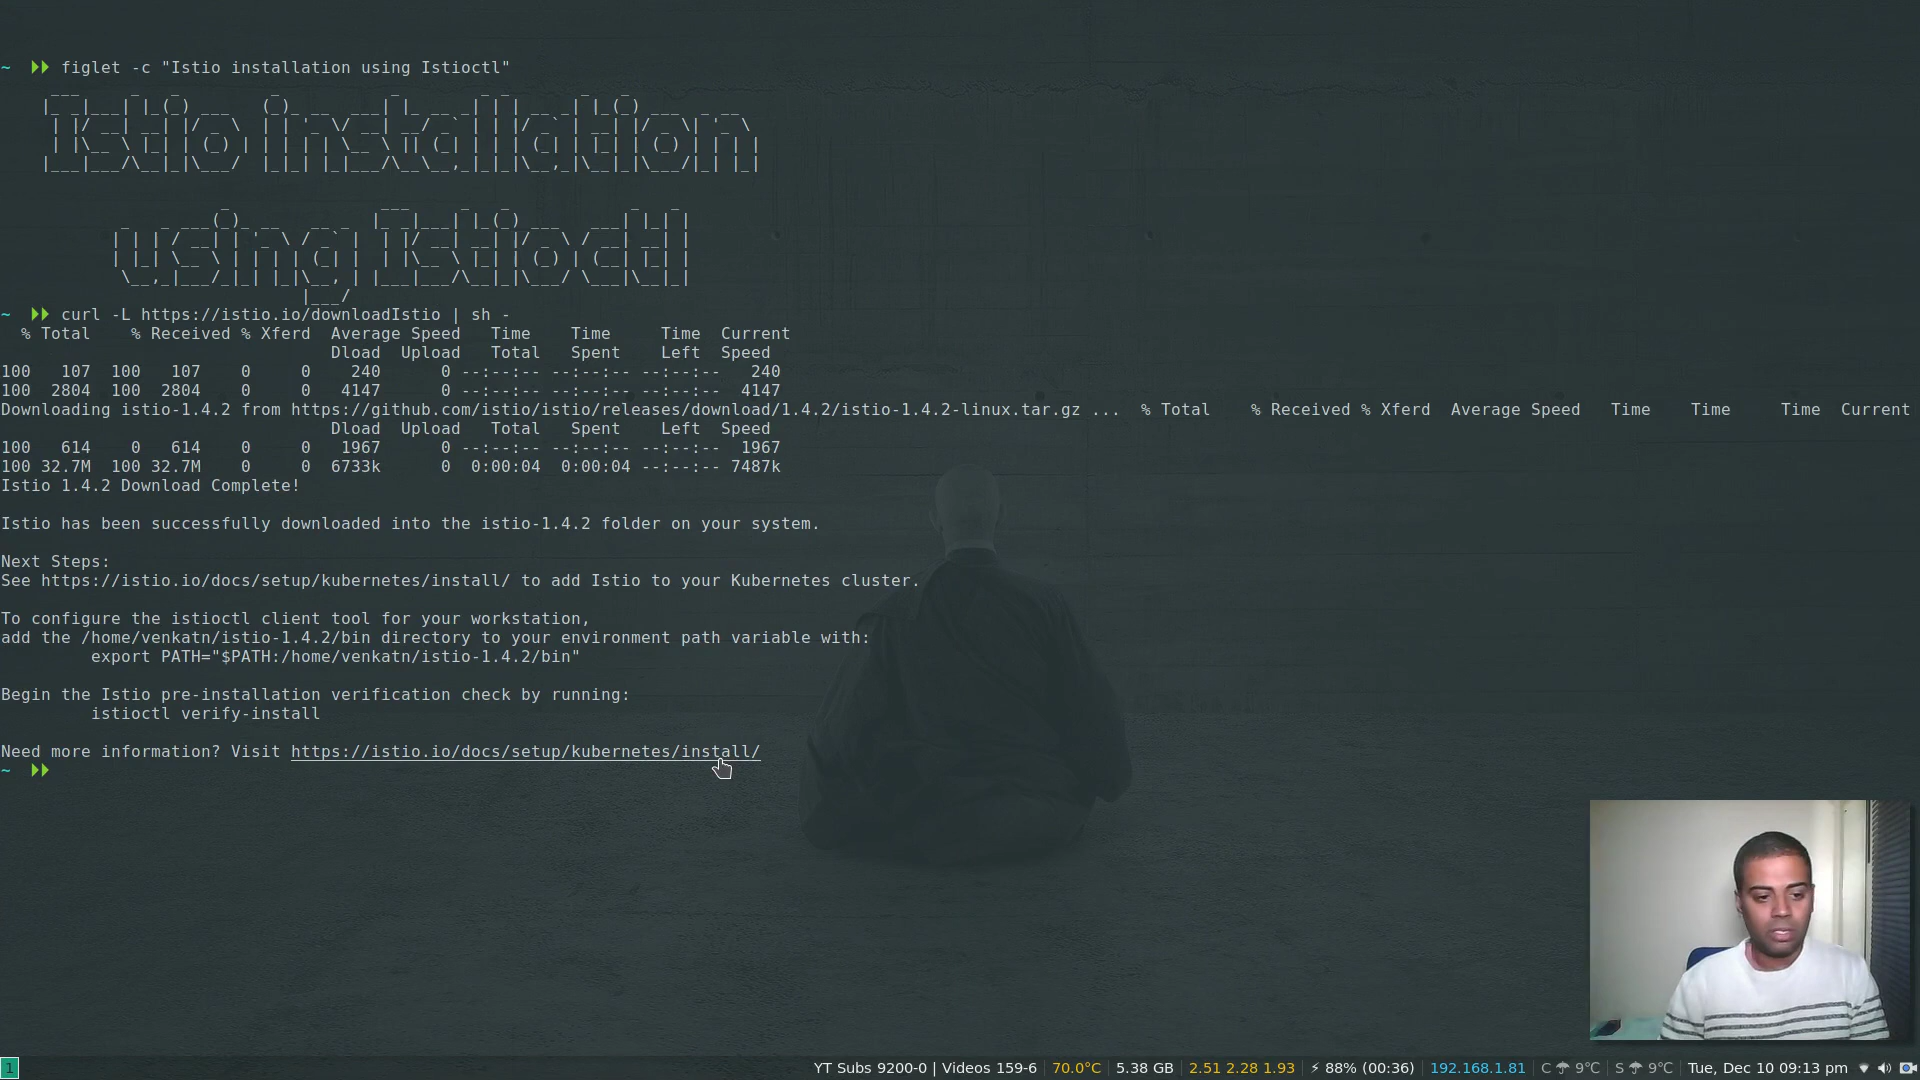 ~ figlet -c "Istio installation using Istioctl"
Istio installation
using Istioctl
~ curl -L https://istio.io/downloadIstio | sh -
% Total % Received % Xferd Average Speed Time Time Time Current
Dload Upload Total Spent Left Speed
100 107 100 107 0 0 240 0 --:--:-- --:--:-- --:--:-- 240
100 2804 100 2804 0 0 4147 0 --:--:-- --:--:-- --:--:-- 4147
Downloading istio-1.4.2 from https://github.com/istio/istio/releases/download/1.4.2/istio-1.4.2-linux.tar.gz ... % Total % Received % Xferd Average Speed Time Time Time Current
Dload Upload Total Spent Left Speed
100 614 0 614 0 0 1967 0 --:--:-- --:--:-- --:--:-- 1967
100 32.7M 100 32.7M 0 0 6733k 0 0:00:04 0:00:04 --:--:-- 7487k
Istio 1.4.2 Download Complete!
Istio has been successfully downloaded into the istio-1.4.2 folder on your system.
Next Steps:
See https://istio.io/docs/setup/kubernetes/install/ to add Istio to your Kubernetes cluster.
To configure the istioctl client tool for your workstation,
add the /home/venkatn/istio-1.4.2/bin directory to your environment path variable with:
export PATH="$PATH:/home/venkatn/istio-1.4.2/bin"
Begin the Istio pre-installation verification check by running:
istioctl verify-install
Need more information? Visit https://istio.io/docs/setup/kubernetes/install/
~
1 YT Subs 9200-0 | Videos 159-6 70.0°C 5.38 GB 2.51 2.28 1.93 ⚡ 88% (00:36) 192.168.1.81 C ☂ 9℃ S ☂ 9℃ Tue, Dec 10 09:13 pm